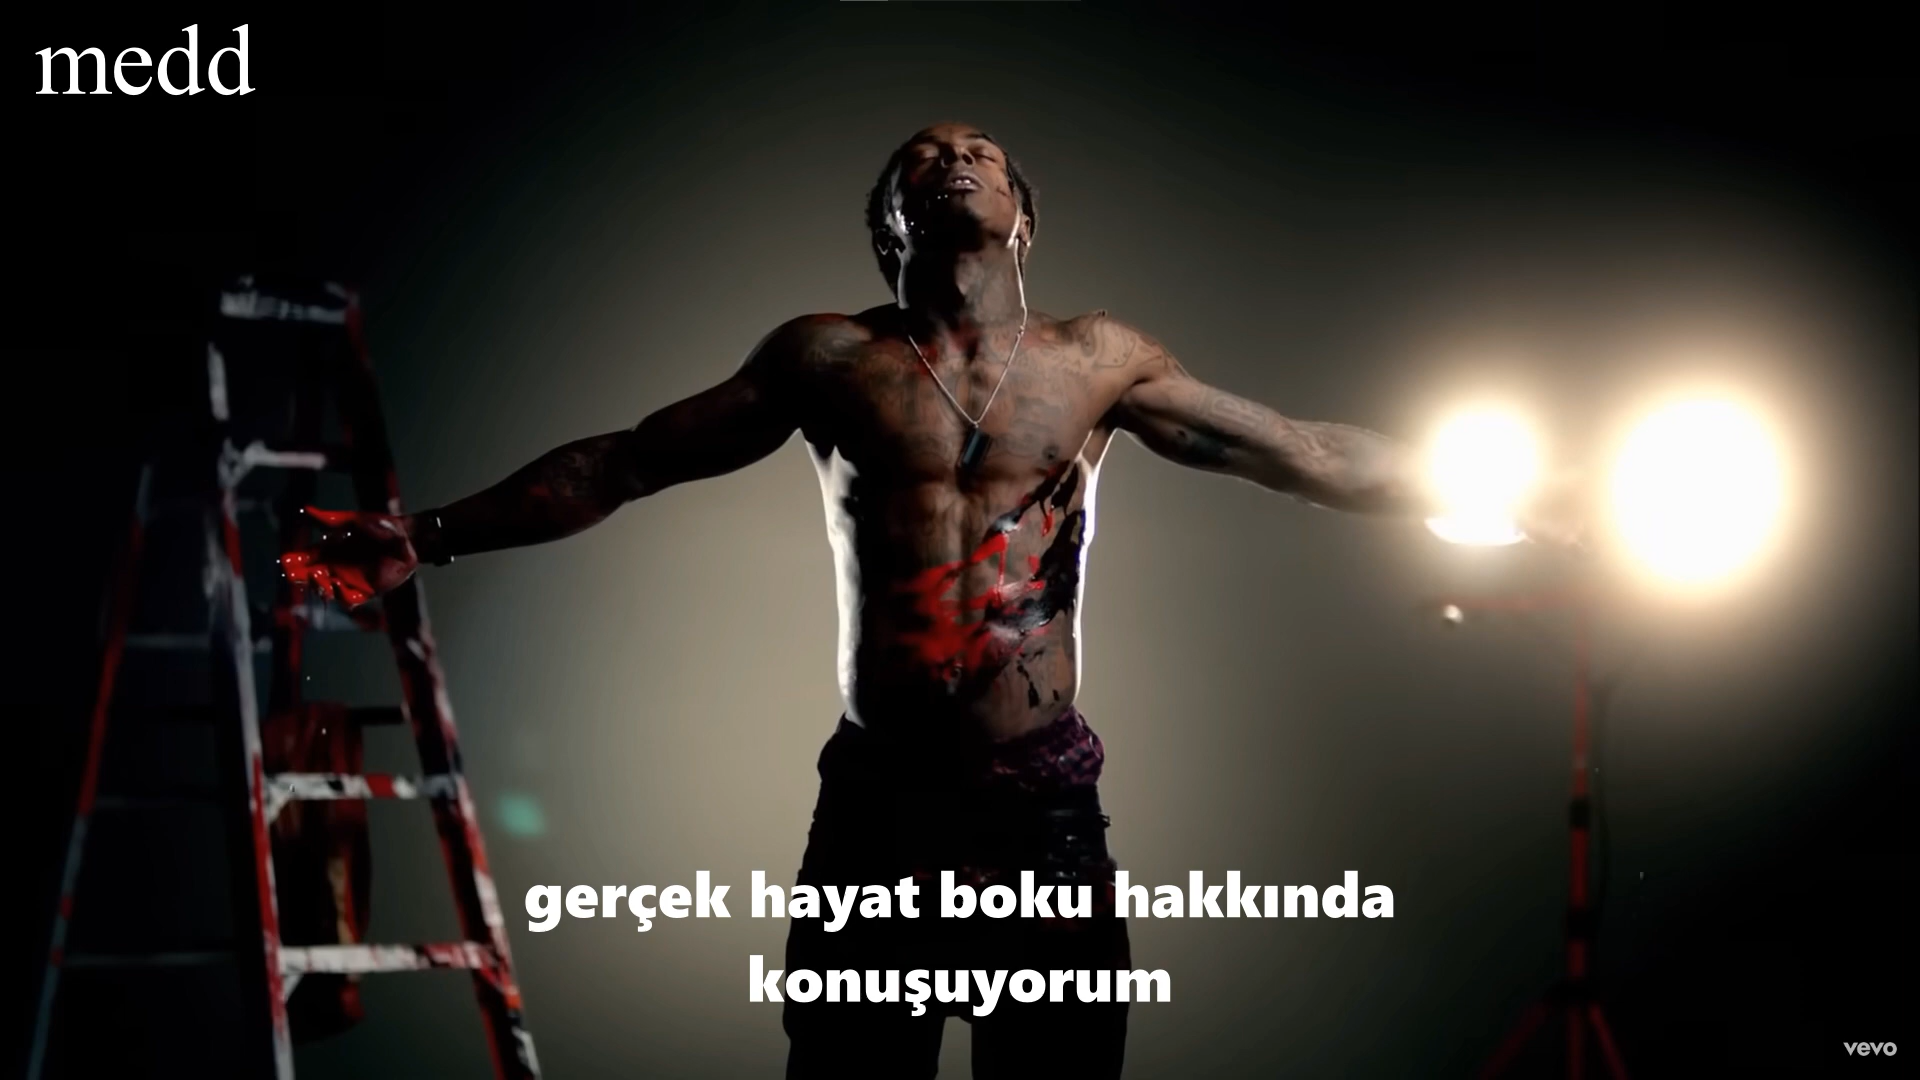 medd
gerçek hayat boku hakkında
konuşuyorum
vevo